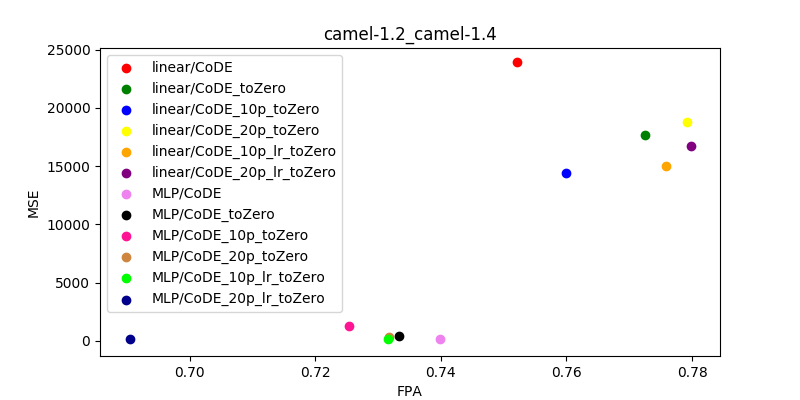 camel-1.2_camel-1.4
25000
20000
15000
10000
5000
0
MSE
linear/CoDE
linear/CoDE_toZero
linear/CoDE_10p_toZero
linear/CoDE_20p_toZero
linear/CoDE_10p_lr_toZero
linear/CoDE_20p_lr_toZero
MLP/CoDE
MLP/CoDE_toZero
MLP/CoDE_10p_toZero
MLP/CoDE_20p_toZero
MLP/CoDE_10p_lr_toZero
MLP/CoDE_20p_lr_toZero
0.70 0.72 0.74 0.76 0.78
FPA